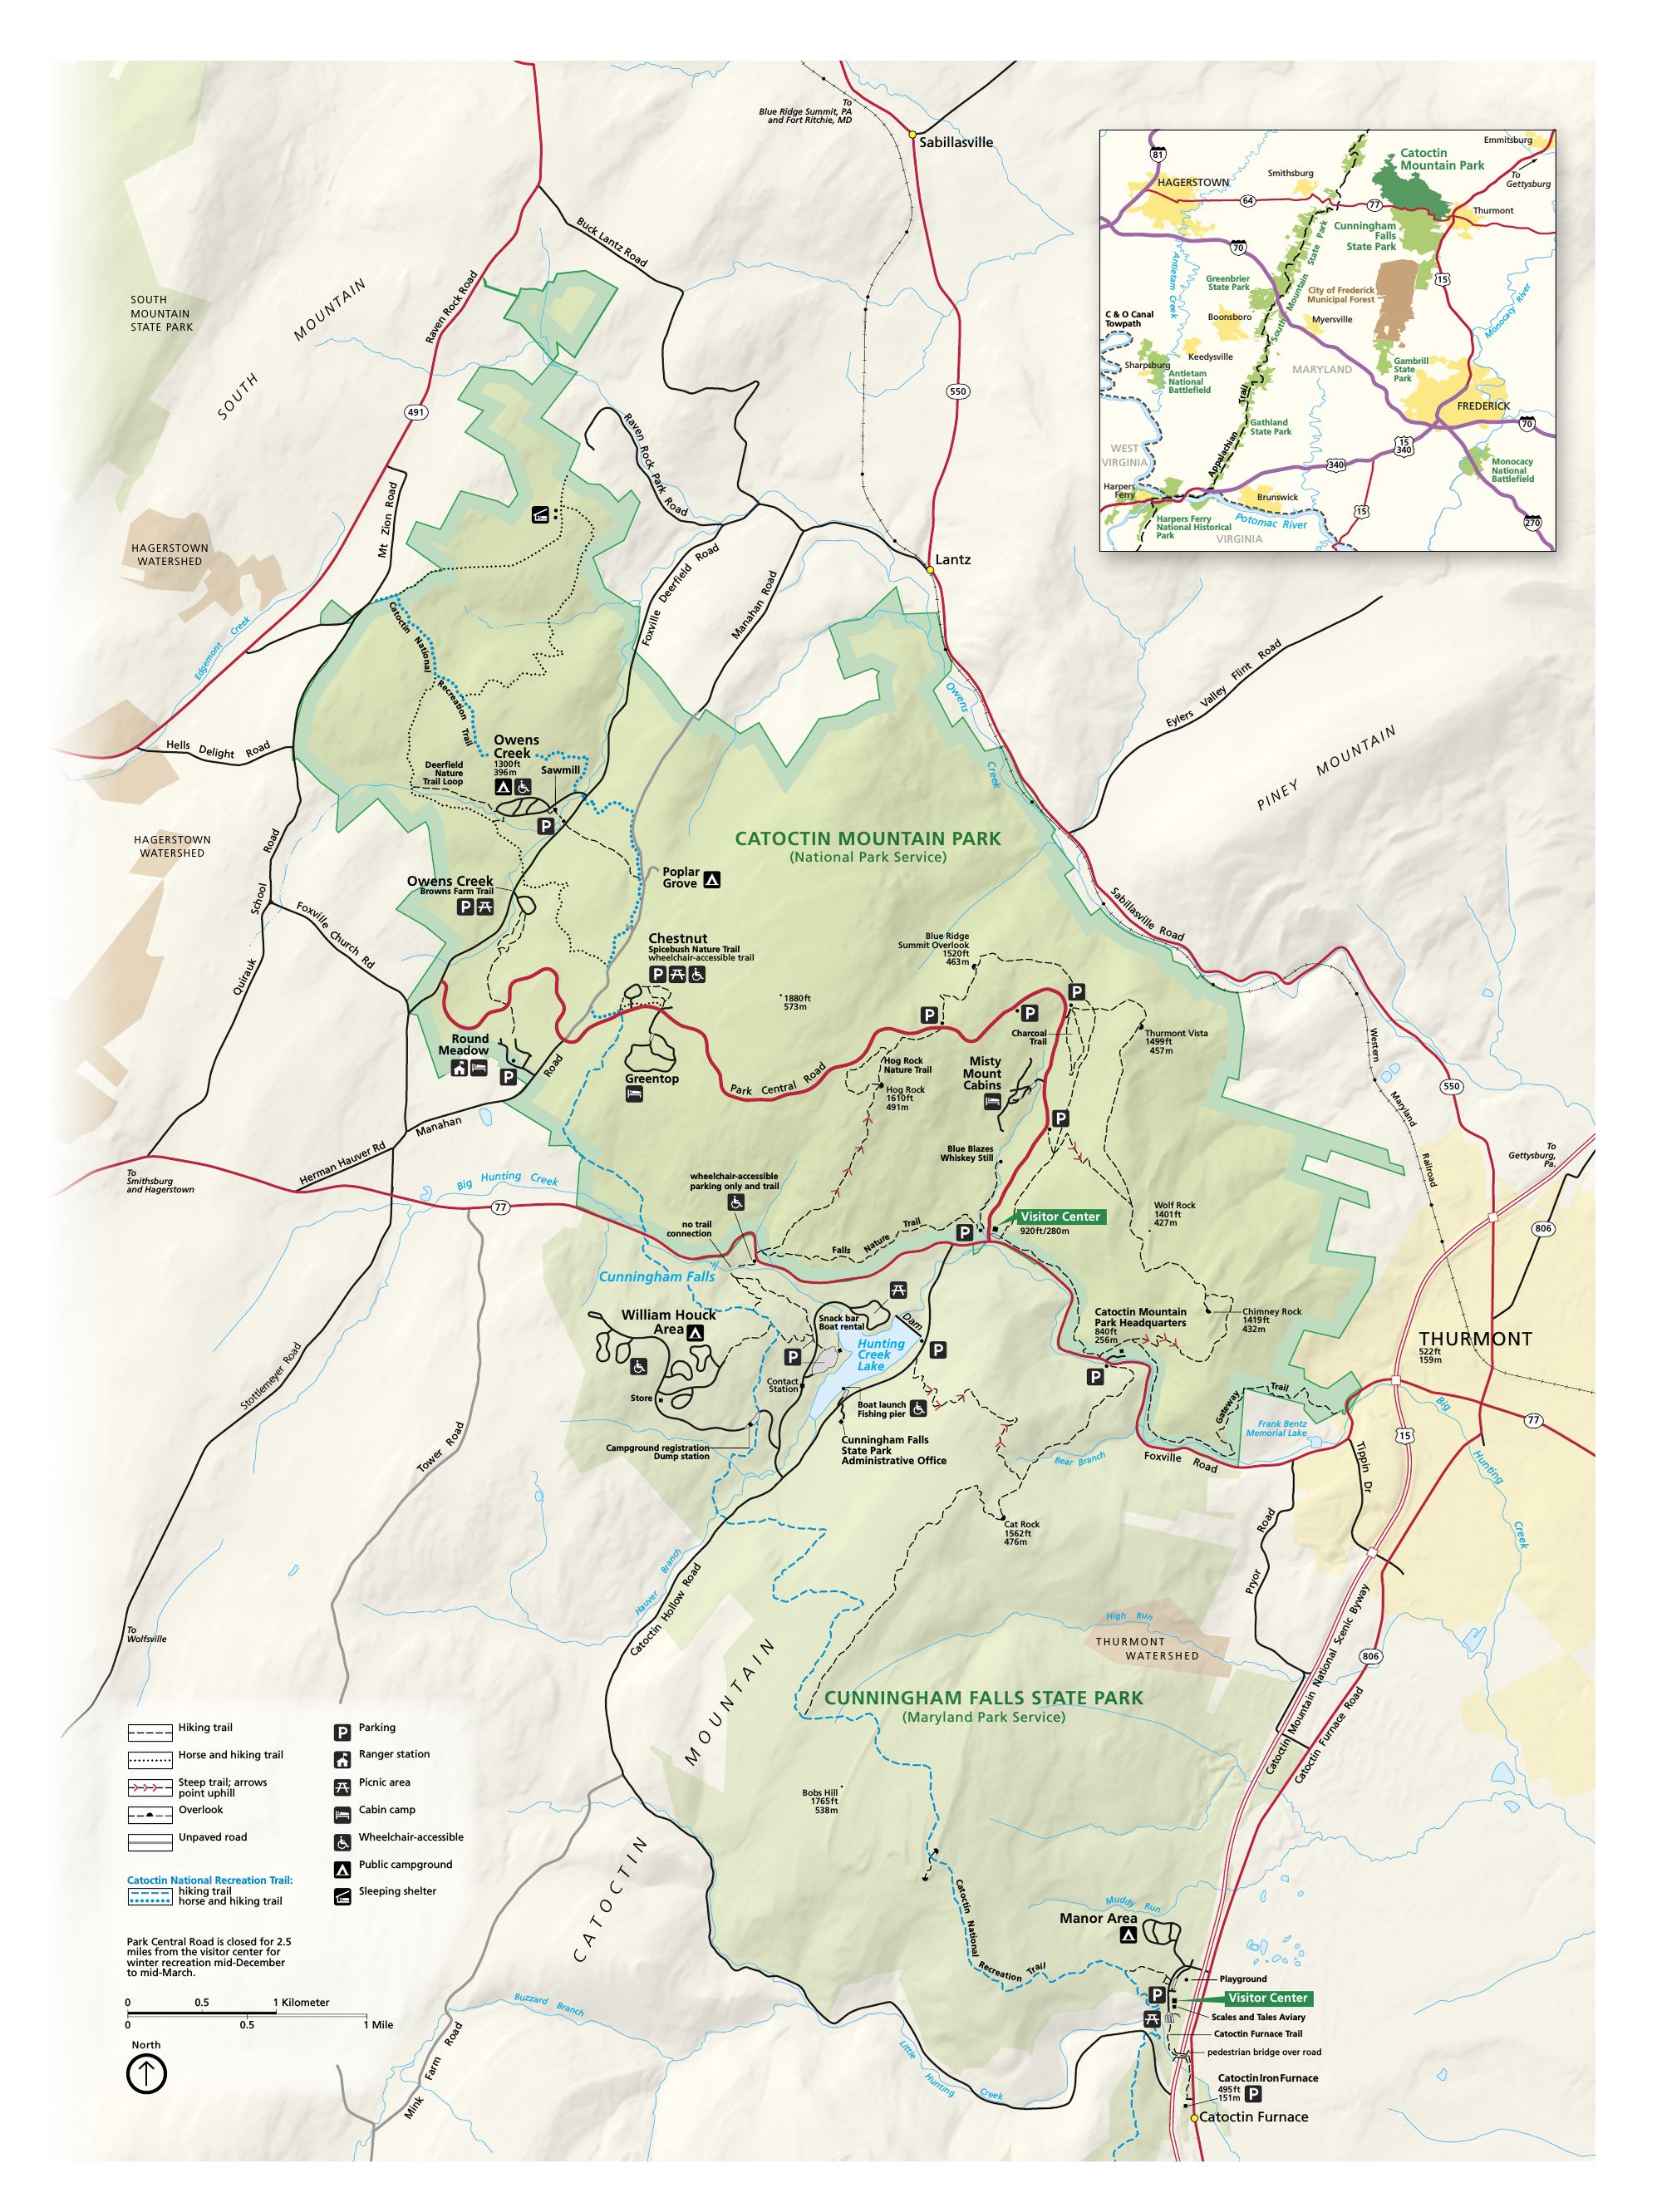 To
Blue Ridge Summit, PA
and Fort Ritchie, MD
Sabillasville
Buck Lantz Road
Raven Rock Road
SOUTH
MOUNTAIN
STATE PARK
SOUTH MOUNTAIN
491
550
Raven Rock Park Road
Mt Zion Road
HAGERSTOWN
WATERSHED
Edgemont Creek
Foxville Deerfield Road
Manahan Road
Lantz
Catoctin National Recreation Trail
Hells Delight Road
Owens
Creek
1300ft
396m
Sawmill
Deerfield
Nature
Trail Loop
Owens Creek
Eylers Valley Flint Road
PINEY MOUNTAIN
HAGERSTOWN
WATERSHED
CATOCTIN MOUNTAIN PARK
(National Park Service)
Owens Creek
Browns Farm Trail
P
Poplar
Grove
Quirauk School Road
Foxville Church Rd
Sabillasville Road
Chestnut
Spicebush Nature Trail
wheelchair-accessible trail
P
Blue Ridge
Summit Overlook
1520ft
463m
1880ft
573m
P
P
P
Charcoal
Trail
Thurmont Vista
1499ft
457m
Round
Meadow
P
Road
Greentop
Park Central Road
Hog Rock
Nature Trail
Hog Rock
1610ft
491m
Misty
Mount
Cabins
P
Western Maryland Railroad
550
Manahan
Herman Hauver Rd
To
Smithsburg
and Hagerstown
Big Hunting Creek
77
Blue Blazes
Whiskey Still
wheelchair-accessible
parking only and trail
no trail
connection
Falls Nature Trail
P
Visitor Center
920ft/280m
Wolf Rock
1401ft
427m
To
Gettysburg,
Pa.
806
Cunningham Falls
William Houck
Area
Snack bar
Boat rental
Dam
Hunting
Creek
Lake
P
P
Contact
Station
Store
Boat launch
Fishing pier
Campground registration
Dump station
Cunningham Falls
State Park
Administrative Office
Catoctin Mountain
Park Headquarters
840ft
256m
P
Chimney Rock
1419ft
432m
THURMONT
522ft
159m
Gateway Trail
Frank Bentz
Memorial Lake
Big Hunting Creek
77
15
Foxville Road
Bear Branch
Tippin Dr
Pryor Road
Stottlemeyer Road
Tower Road
Cat Rock
1562ft
476m
Hauver Branch
Catoctin Hollow Road
To
Wolfsville
High Run
THURMONT
WATERSHED
806
Catoctin Mountain National Scenic Byway
Catoctin Furnace Road
CUNNINGHAM FALLS STATE PARK
(Maryland Park Service)
CATOCTIN MOUNTAIN
Bobs Hill
1765ft
538m
Catoctin National Recreation Trail
Muddy Run
Manor Area
Playground
P
Visitor Center
Scales and Tales Aviary
Catoctin Furnace Trail
pedestrian bridge over road
Catoctin Iron Furnace
495ft
151m
P
Catoctin Furnace
Buzzard Branch
Little Hunting Creek
Mink Farm Road
Hiking trail
Horse and hiking trail
Steep trail; arrows
point uphill
Overlook
Unpaved road
Catoctin National Recreation Trail:
hiking trail
horse and hiking trail
P
Parking
Ranger station
Picnic area
Cabin camp
Wheelchair-accessible
Public campground
Sleeping shelter
Park Central Road is closed for 2.5
miles from the visitor center for
winter recreation mid-December
to mid-March.
0 0.5 1 Kilometer
0 0.5 1 Mile
North
81
HAGERSTOWN
Smithsburg
64
77
Catoctin
Mountain Park
Emmitsburg
To
Gettysburg
Thurmont
Cunningham
Falls
State Park
70
Antietam Creek
Greenbrier
State Park
South Mountain State Park
City of Frederick
Municipal Forest
15
Monocacy River
C & O Canal
Towpath
Boonsboro
Myersville
Keedysville
Sharpsburg
Antietam
National
Battlefield
MARYLAND
Gambrill
State
Park
FREDERICK
Appalachian Trail
Gathland
State Park
70
15
340
340
WEST
VIRGINIA
Monocacy
National
Battlefield
Harpers
Ferry
Brunswick
15
270
Harpers Ferry
National Historical
Park
Potomac River
VIRGINIA
P